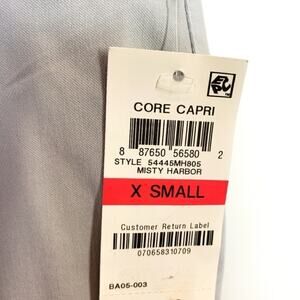 CORE CAPRI
8 87650 56580 2
STYLE 54445MH805
MISTY HARBOR
X SMALL
Customer Return Label
070658310709
BA05-003